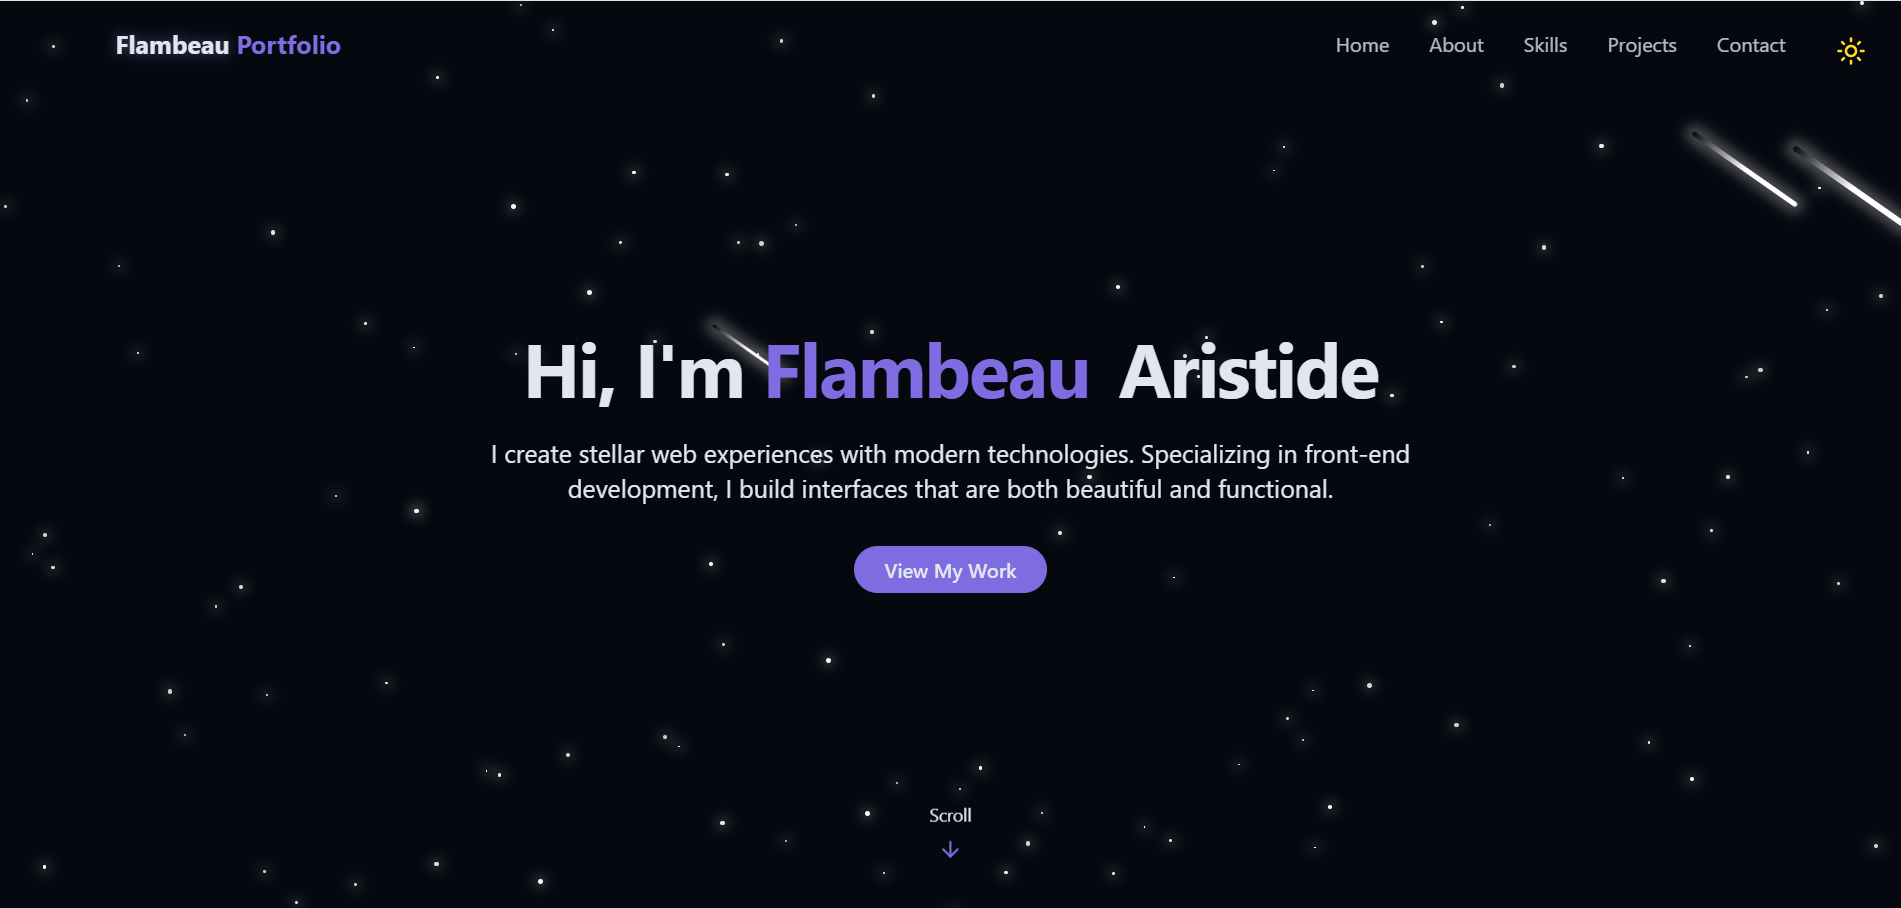 Flambeau Portfolio
Home About Skills Projects Contact
Hi, I'm Flambeau Aristide
I create stellar web experiences with modern technologies. Specializing in front-end
development, I build interfaces that are both beautiful and functional.
View My Work
Scroll